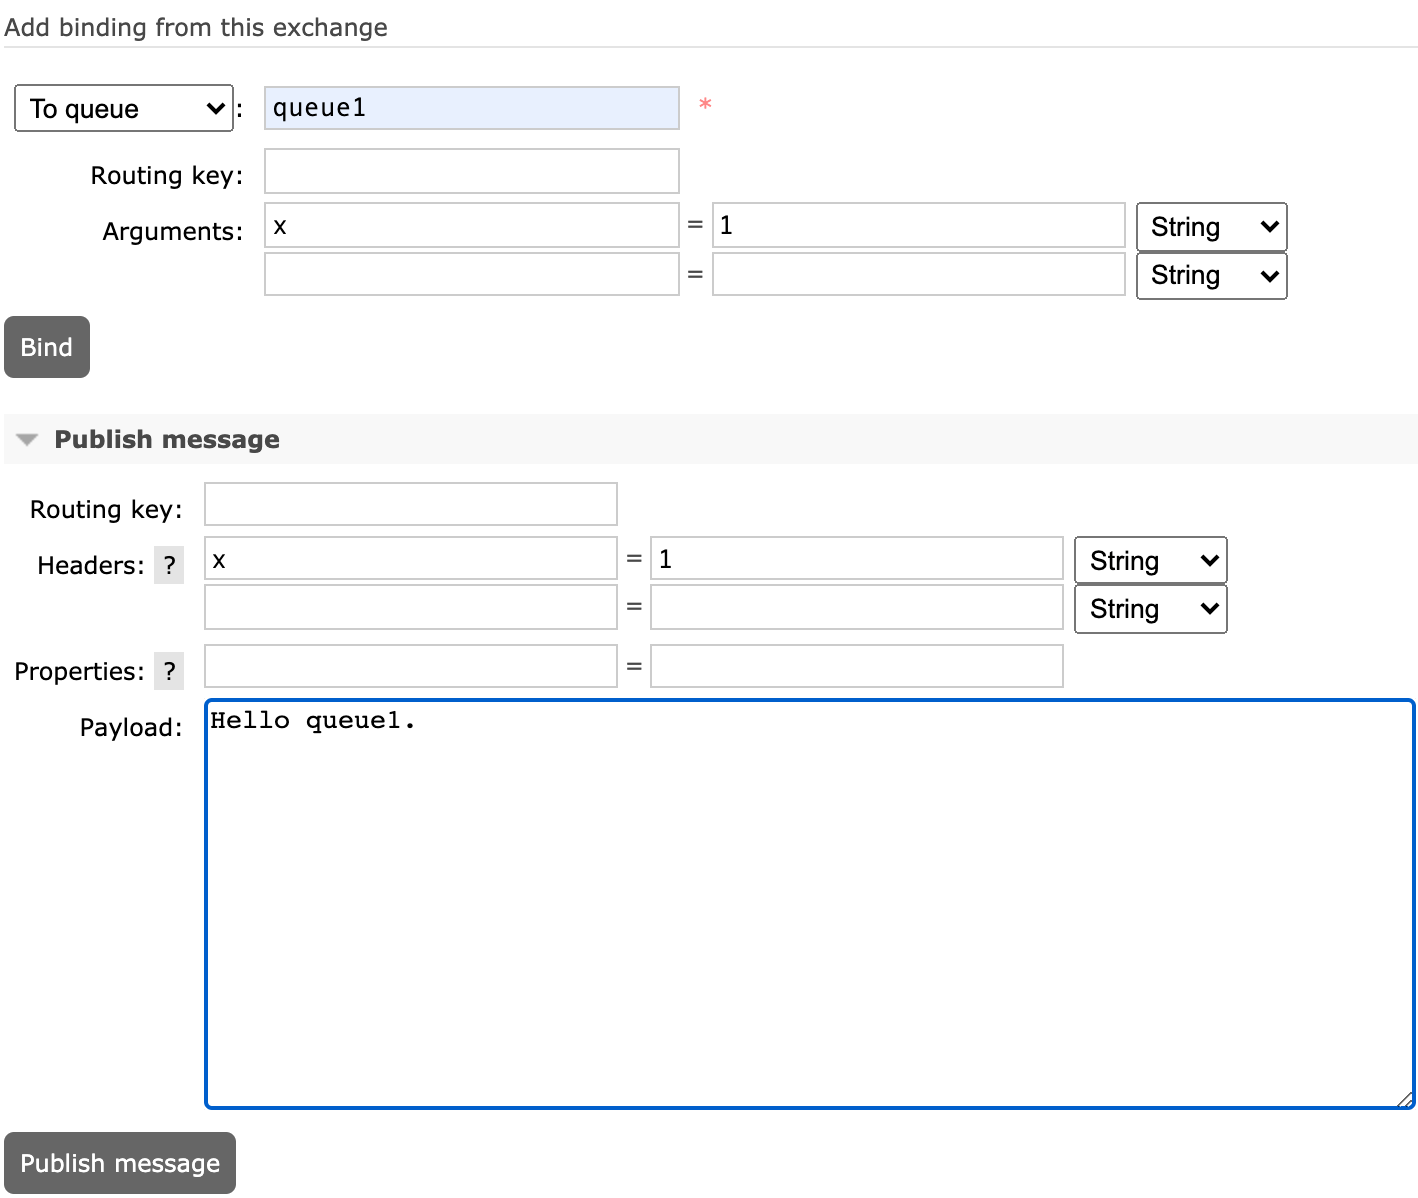 Add binding from this exchange
To queue : queue1 *
Routing key:
Arguments: x = 1 String
= String
Bind
Publish message
Routing key:
Headers: ? x = 1 String
= String
Properties: ? =
Payload: Hello queue1.
Publish message